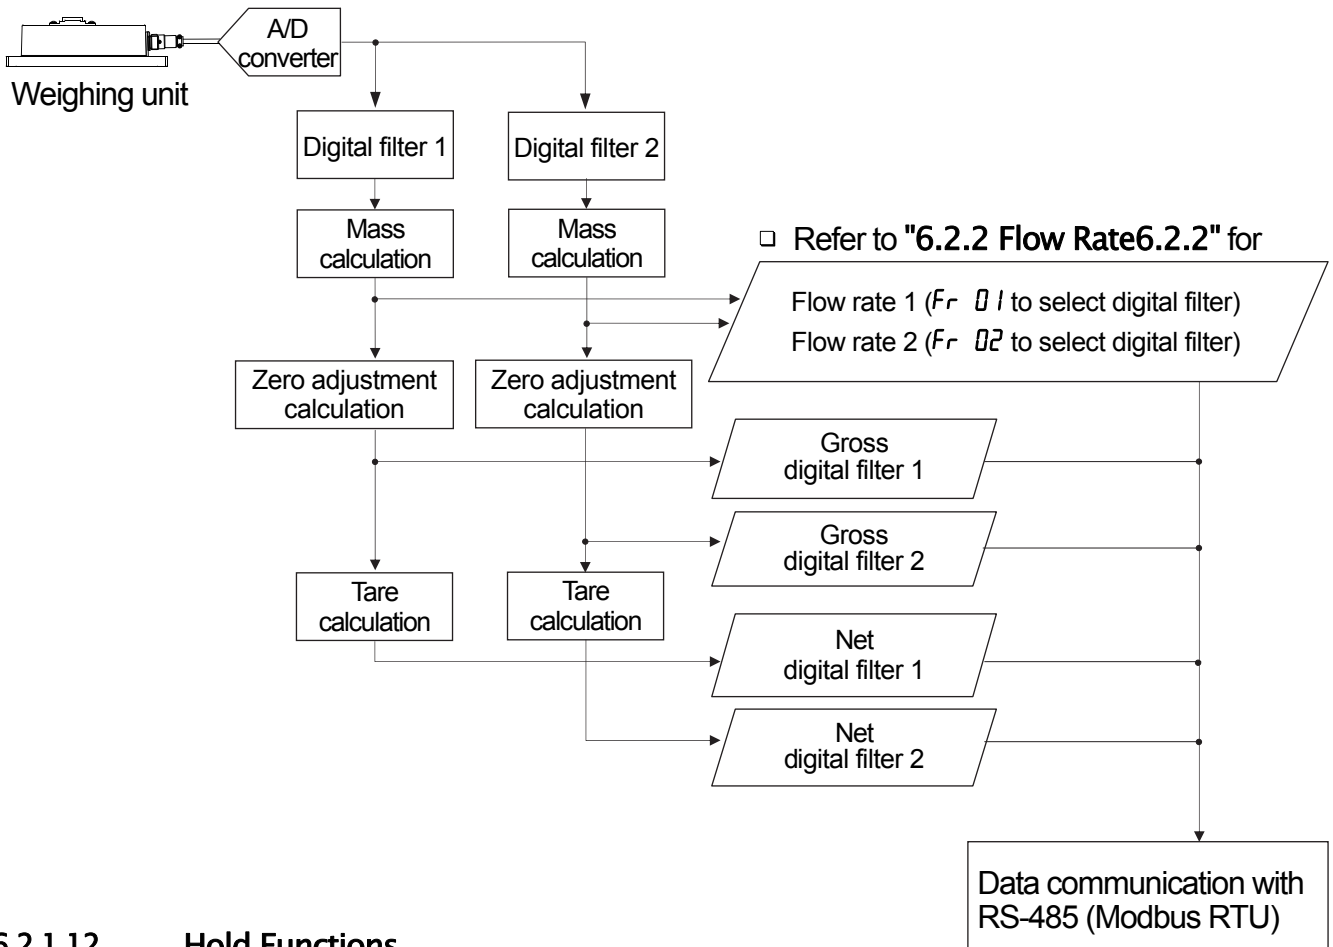 A/D
converter
Weighing unit
Digital filter 1
Digital filter 2
Mass
calculation
Mass
calculation
❑ Refer to "6.2.2 Flow Rate6.2.2" for
Flow rate 1 (Fr 01 to select digital filter)
Flow rate 2 (Fr 02 to select digital filter)
Zero adjustment
calculation
Zero adjustment
calculation
Gross
digital filter 1
Gross
digital filter 2
Tare
calculation
Tare
calculation
Net
digital filter 1
Net
digital filter 2
Data communication with
RS-485 (Modbus RTU)
6.2.1.12 Hold Functions